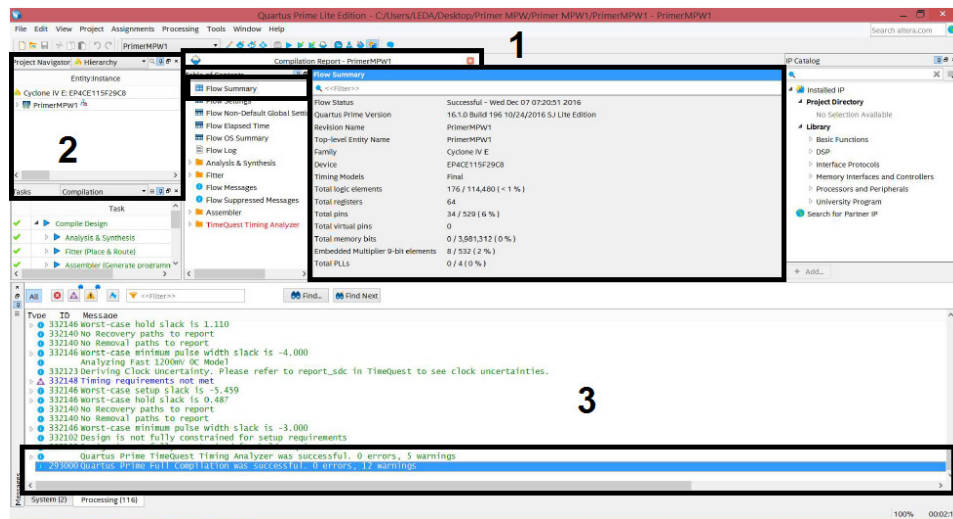 Quartus Prime Lite Edition - C:/Users/LEDA/Desktop/Primer MPW/Primer MPW1/PrimerMPW1 - PrimerMPW1
File Edit View Project Assignments Processing Tools Window Help
Search altera.com
PrimerMPW1
1
Project Navigator Hierarchy
Entity:Instance
Cyclone IV E: EP4CE115F29C8
PrimerMPW1
2
Tasks Compilation
Task
Compile Design
Analysis & Synthesis
Fitter (Place & Route)
Assembler (Generate programm
Compilation Report - PrimerMPW1
Table of Contents
Flow Summary
Flow Settings
Flow Non-Default Global Setti
Flow Elapsed Time
Flow OS Summary
Flow Log
Analysis & Synthesis
Fitter
Flow Messages
Flow Suppressed Messages
Assembler
TimeQuest Timing Analyzer
Flow Summary
<<Filter>>
Flow Status Successful - Wed Dec 07 07:20:51 2016
Quartus Prime Version 16.1.0 Build 196 10/24/2016 SJ Lite Edition
Revision Name PrimerMPW1
Top-level Entity Name PrimerMPW1
Family Cyclone IV E
Device EP4CE115F29C8
Timing Models Final
Total logic elements 176 / 114,480 ( < 1 % )
Total registers 64
Total pins 34 / 529 ( 6 % )
Total virtual pins 0
Total memory bits 0 / 3,981,312 ( 0 % )
Embedded Multiplier 9-bit elements 8 / 532 ( 2 % )
Total PLLs 0 / 4 ( 0 % )
IP Catalog
Installed IP
Project Directory
No Selection Available
Library
Basic Functions
DSP
Interface Protocols
Memory Interfaces and Controllers
Processors and Peripherals
University Program
Search for Partner IP
+ Add...
All <<Filter>> Find... Find Next
Type ID Message
332146 Worst-case hold slack is 1.110
332140 No Recovery paths to report
332140 No Removal paths to report
332146 Worst-case minimum pulse width slack is -4.000
Analyzing Fast 1200mV 0C Model
332123 Deriving Clock Uncertainty. Please refer to report_sdc in TimeQuest to see clock uncertainties.
332148 Timing requirements not met
332146 Worst-case setup slack is -5.459
332146 Worst-case hold slack is 0.487
332140 No Recovery paths to report
332140 No Removal paths to report
332146 Worst-case minimum pulse width slack is -3.000
332102 Design is not fully constrained for setup requirements
Quartus Prime TimeQuest Timing Analyzer was successful. 0 errors, 5 warnings
293000 Quartus Prime Full Compilation was successful. 0 errors, 12 warnings
3
Messages
System (2) Processing (116)
100% 00:02:1